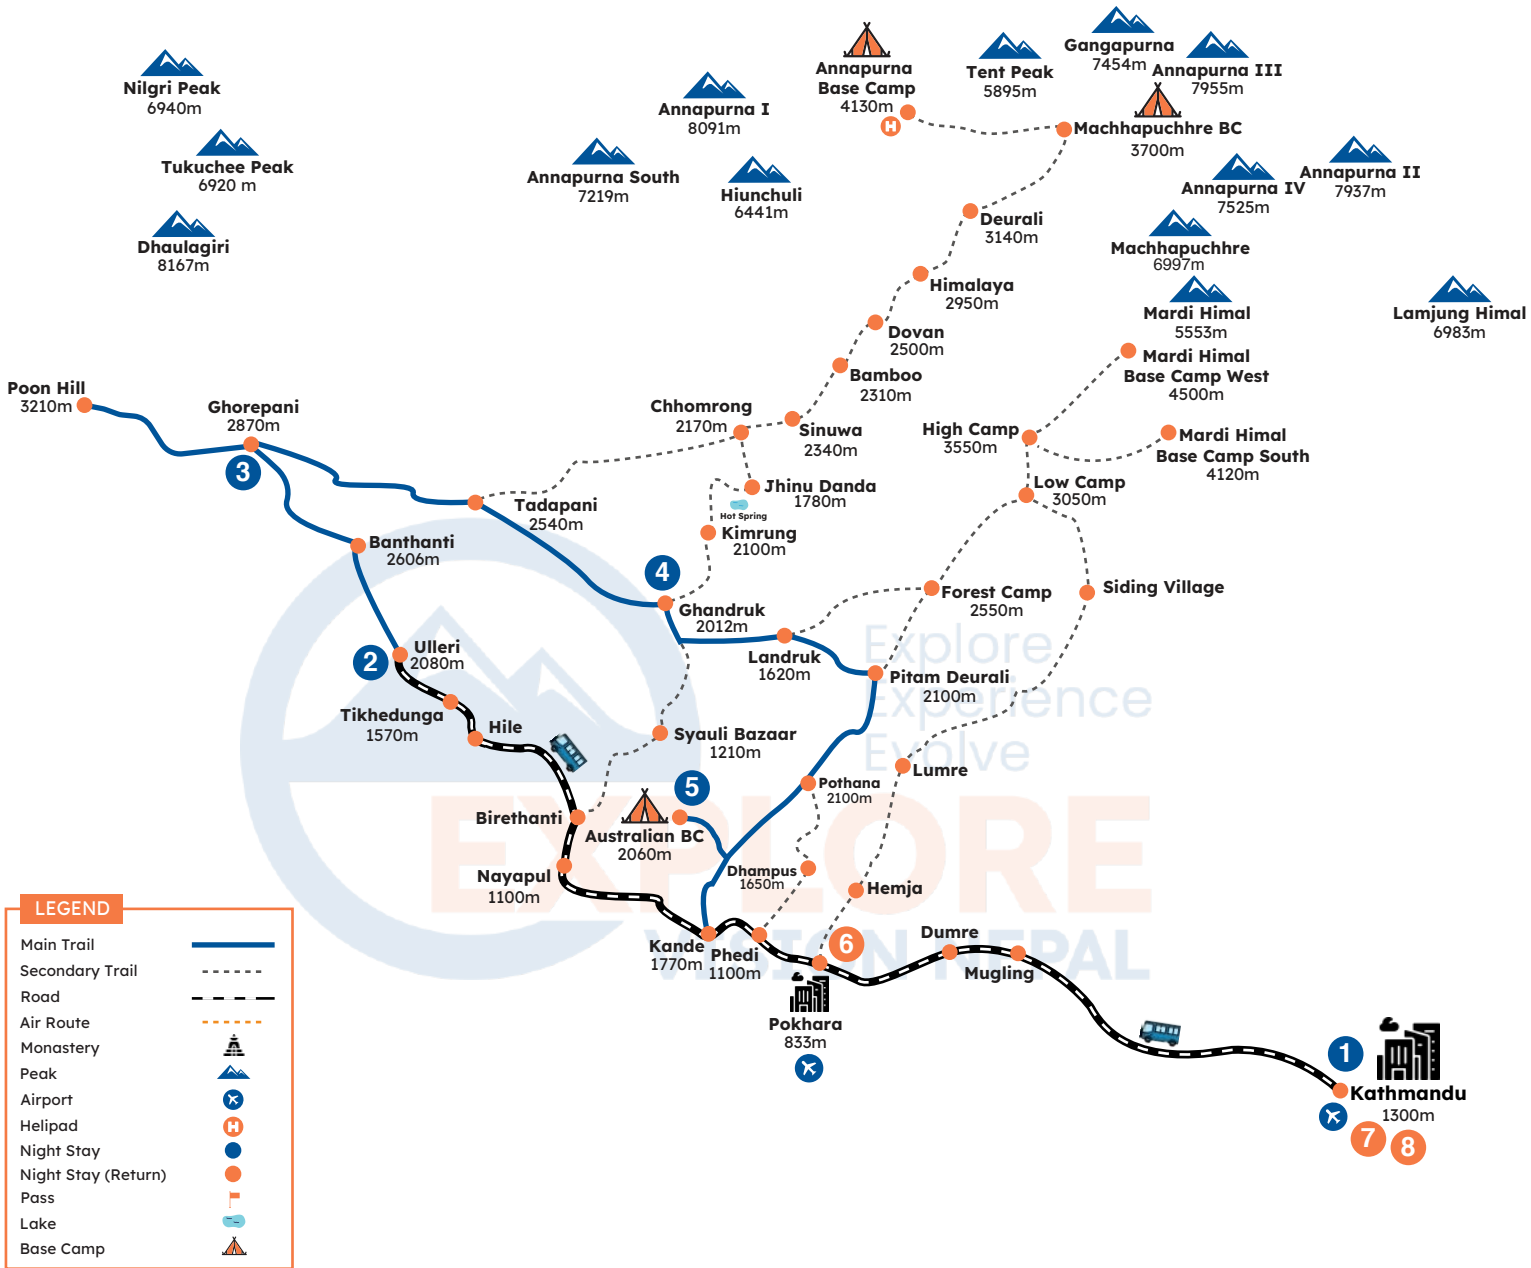 Nilgri Peak
6940m
Tukuchee Peak
6920 m
Dhaulagiri
8167m
Annapurna I
8091m
Annapurna South
7219m
Hiunchuli
6441m
Annapurna
Base Camp
4130m
H
Tent Peak
5895m
Gangapurna
7454m
Annapurna III
7955m
Machhapuchhre BC
3700m
Annapurna IV
7525m
Annapurna II
7937m
Machhapuchhre
6997m
Mardi Himal
5553m
Lamjung Himal
6983m
Deurali
3140m
Himalaya
2950m
Dovan
2500m
Bamboo
2310m
Sinuwa
2340m
Chhomrong
2170m
Jhinu Danda
1780m
Hot Spring
Kimrung
2100m
Mardi Himal
Base Camp West
4500m
High Camp
3550m
Mardi Himal
Base Camp South
4120m
Low Camp
3050m
Poon Hill
3210m
Ghorepani
2870m
3
Tadapani
2540m
Banthanti
2606m
4
Ghandruk
2012m
Landruk
1620m
Forest Camp
2550m
Siding Village
Pitam Deurali
2100m
Ulleri
2080m
2
Tikhedunga
1570m
Hile
Syauli Bazaar
1210m
Explore
Experience
Evolve
Lumre
Pothana
2100m
5
Australian BC
2060m
Birethanti
Nayapul
1100m
Dhampus
1650m
Hemja
EXPLORE
VISION NEPAL
Kande
1770m
Phedi
1100m
6
Pokhara
833m
Dumre
Mugling
1
Kathmandu
1300m
7
8
LEGEND
Main Trail
Secondary Trail
Road
Air Route
Monastery
Peak
Airport
Helipad
H
Night Stay
Night Stay (Return)
Pass
Lake
Base Camp